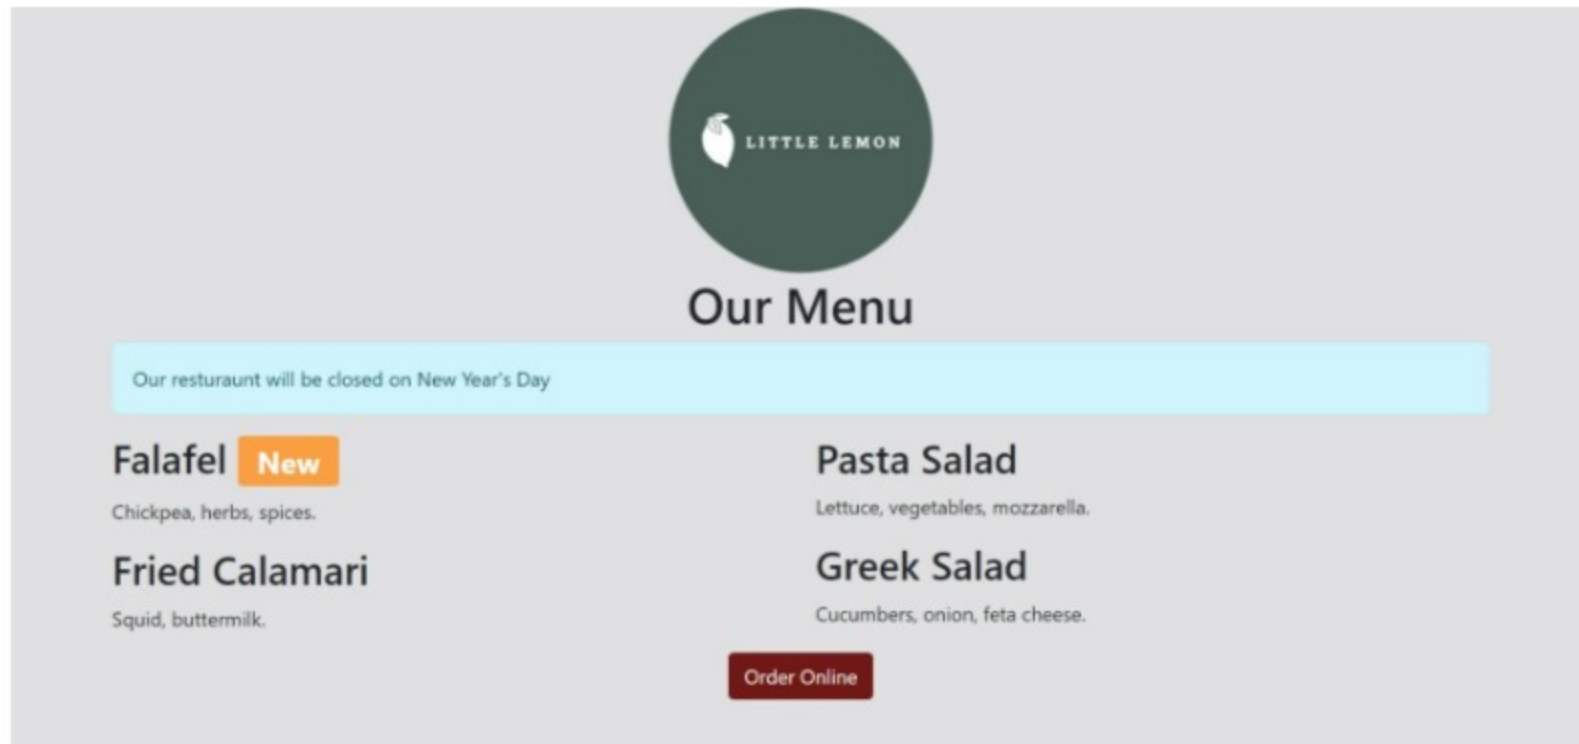 LITTLE LEMON
Our Menu
Our resturaunt will be closed on New Year's Day
Falafel New
Chickpea, herbs, spices.
Fried Calamari
Squid, buttermilk.
Pasta Salad
Lettuce, vegetables, mozzarella.
Greek Salad
Cucumbers, onion, feta cheese.
Order Online